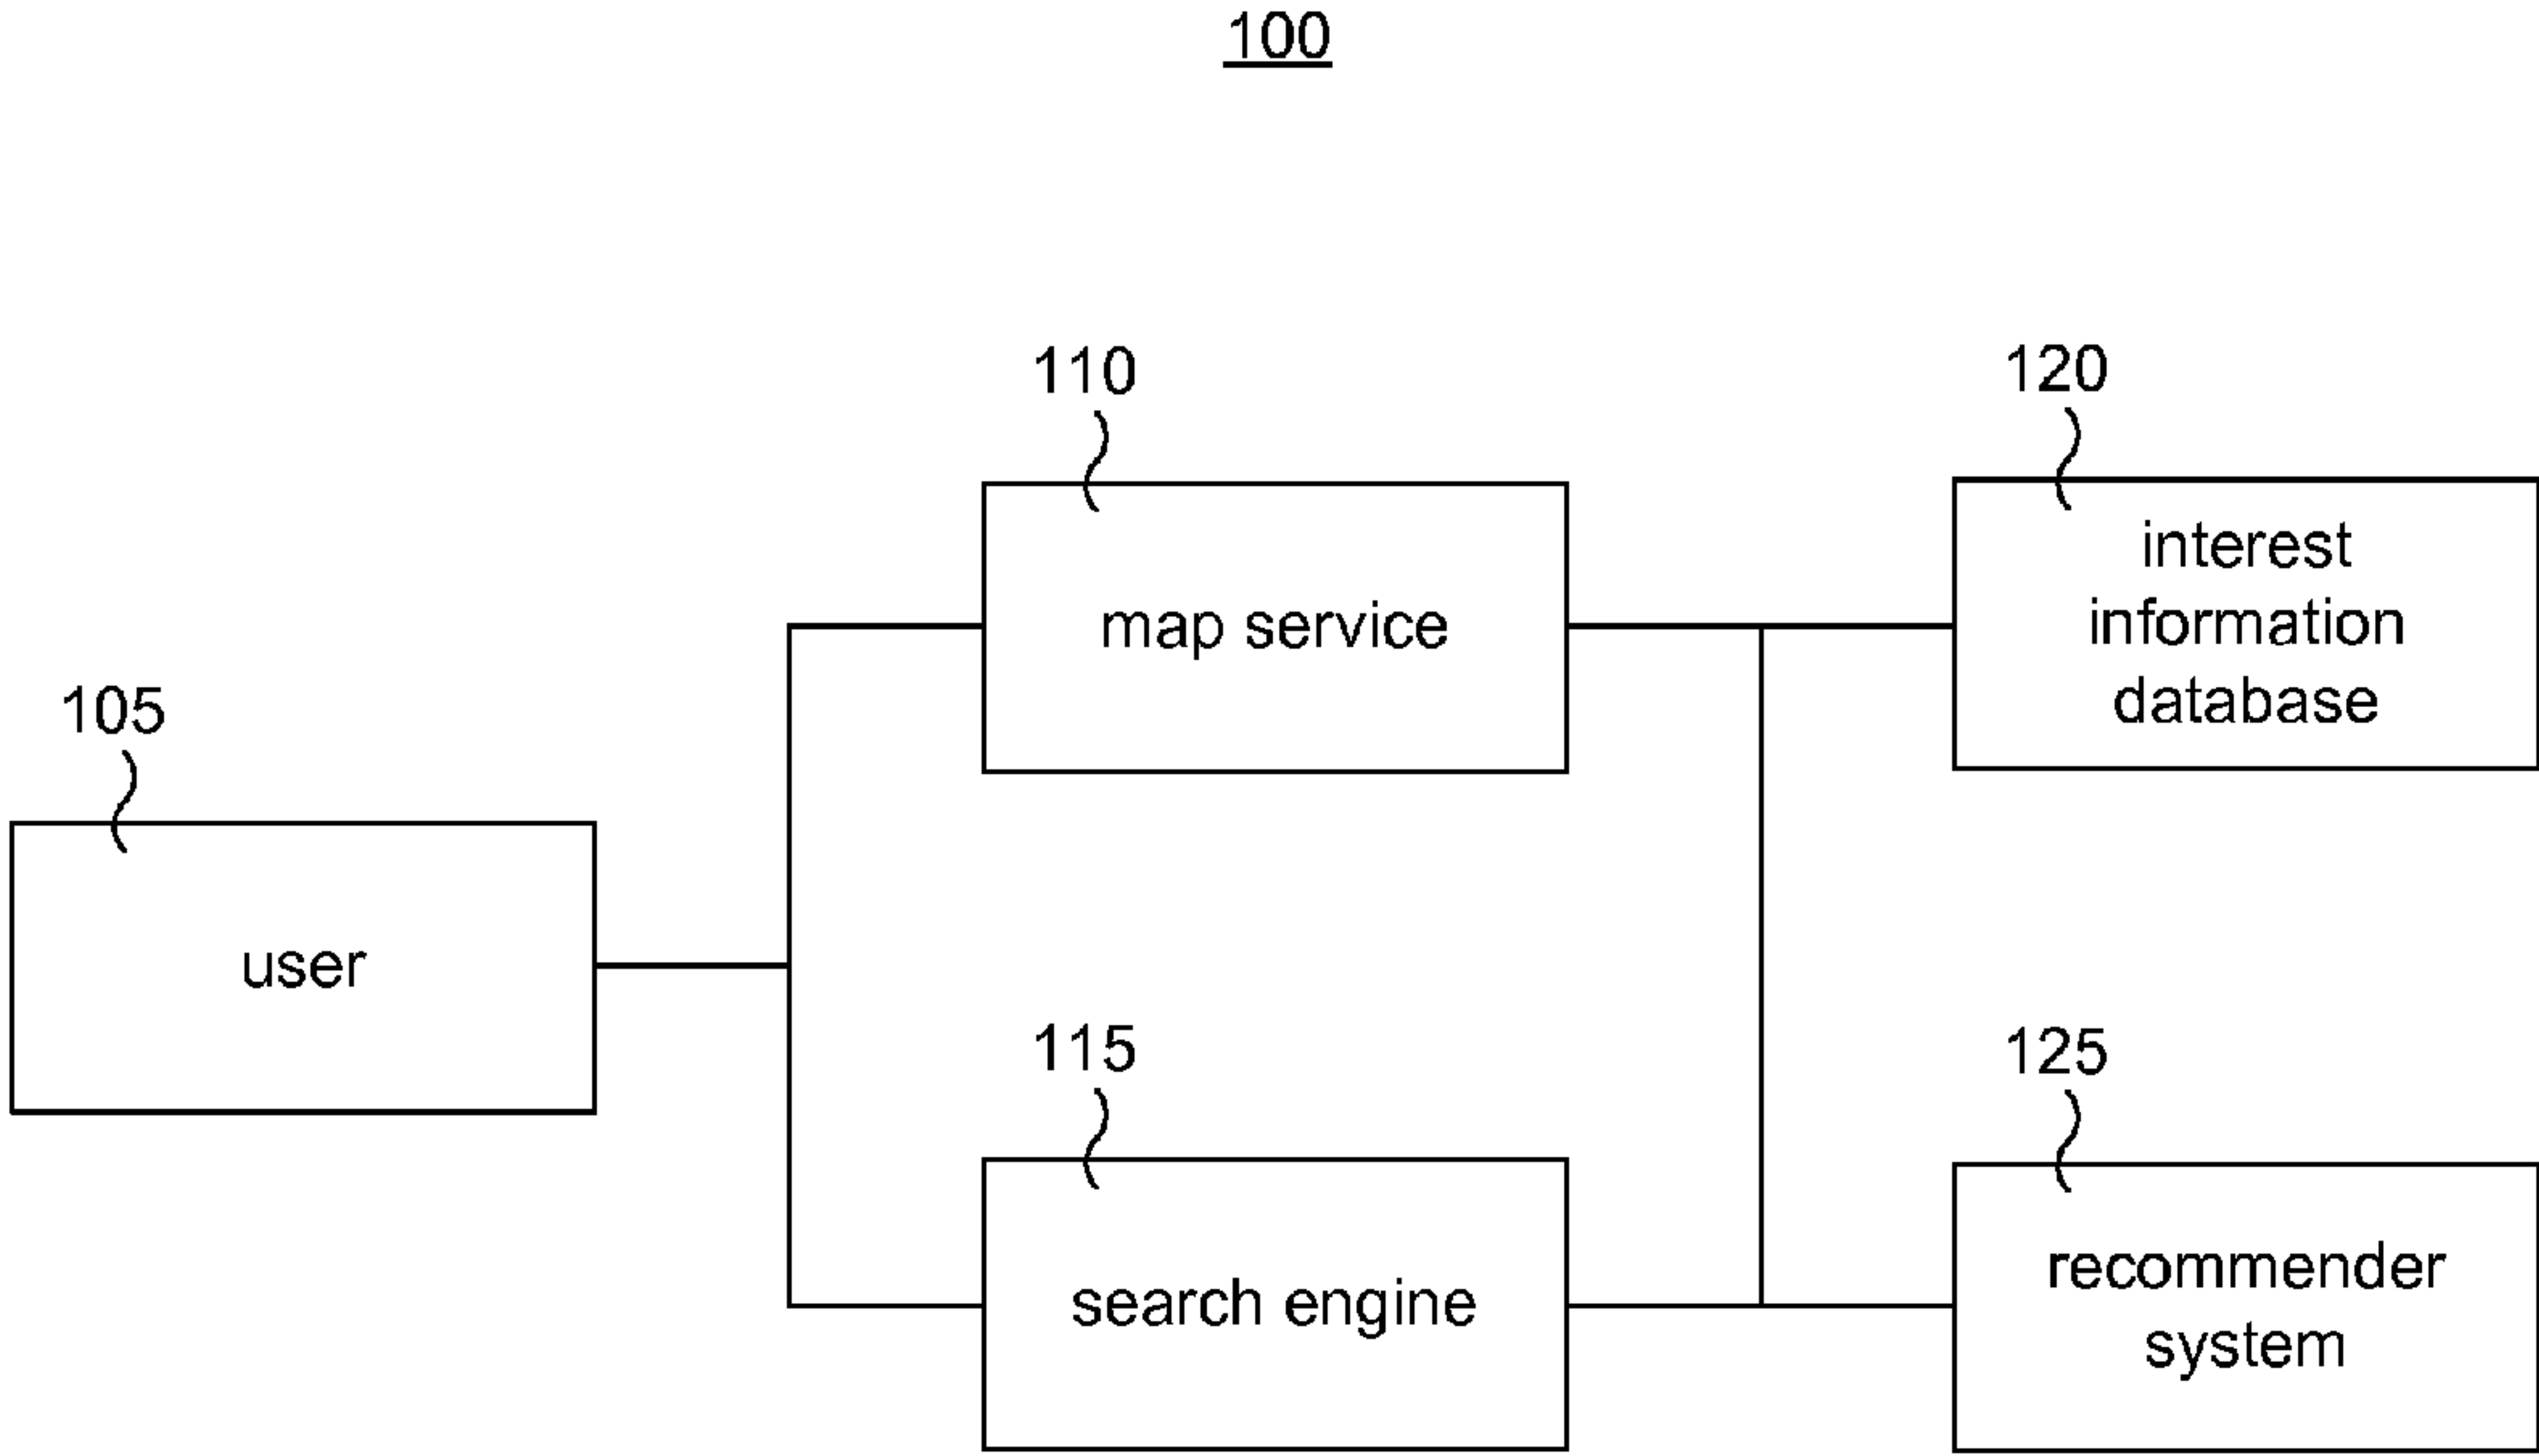 100
110
map service
120
interest
information
database
105
user
115
search engine
125
recommender
system